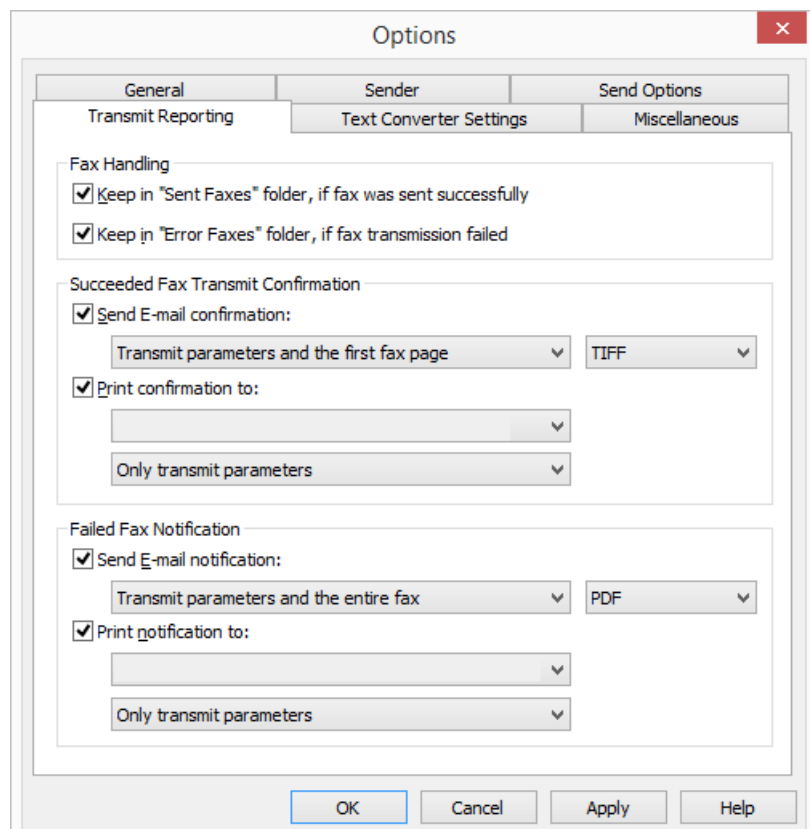 Options
General Sender Send Options
Transmit Reporting Text Converter Settings Miscellaneous
Fax Handling
Keep in "Sent Faxes" folder, if fax was sent successfully
Keep in "Error Faxes" folder, if fax transmission failed
Succeeded Fax Transmit Confirmation
Send E-mail confirmation:
Transmit parameters and the first fax page TIFF
Print confirmation to:
Only transmit parameters
Failed Fax Notification
Send E-mail notification:
Transmit parameters and the entire fax PDF
Print notification to:
Only transmit parameters
OK Cancel Apply Help